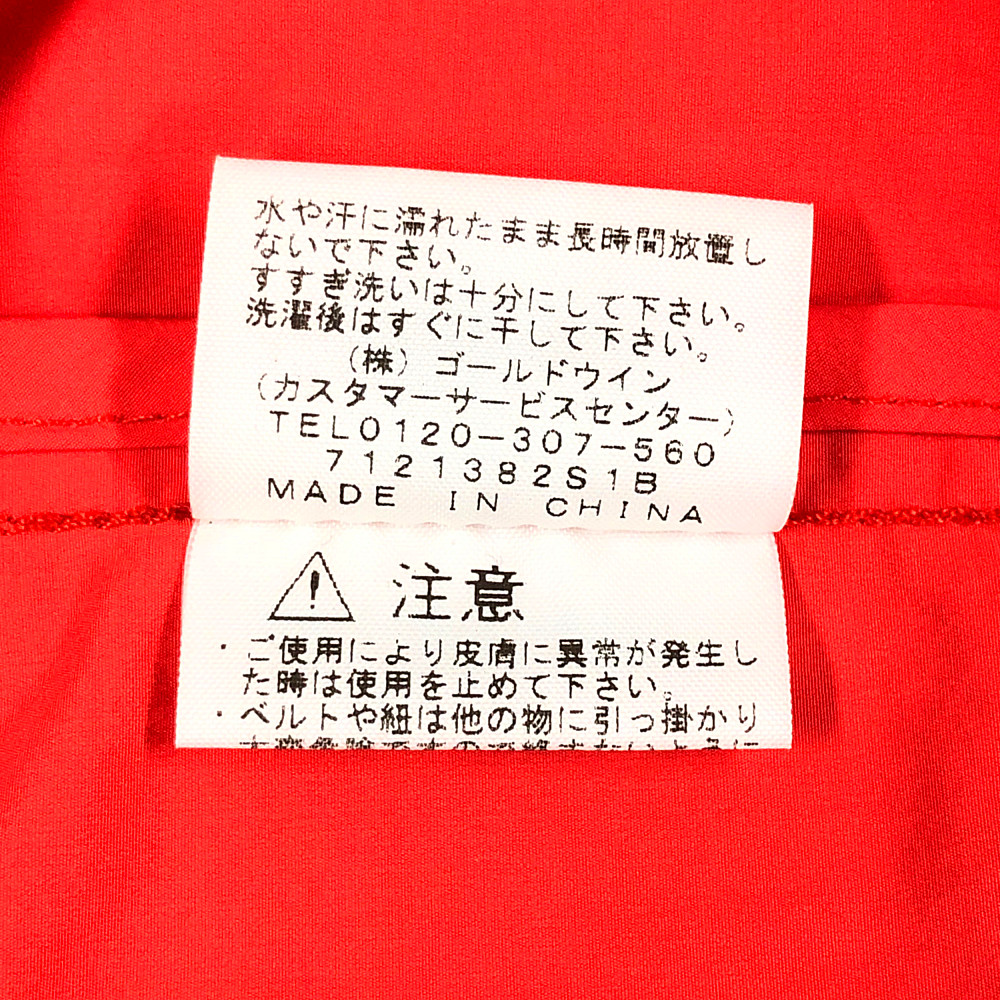 水や汗に濡れたまま長時間放置し
ないで下さい。
すすぎ洗いは十分にして下さい。
洗濯後はすぐに干して下さい。
(株)ゴールドウイン
(カスタマーサービスセンター)
TEL0120-307-560
7121382S1B
MADE IN CHINA
注意
・ご使用により皮膚に異常が発生し
た時は使用を止めて下さい。
・ベルトや紐は他の物に引っ掛かり